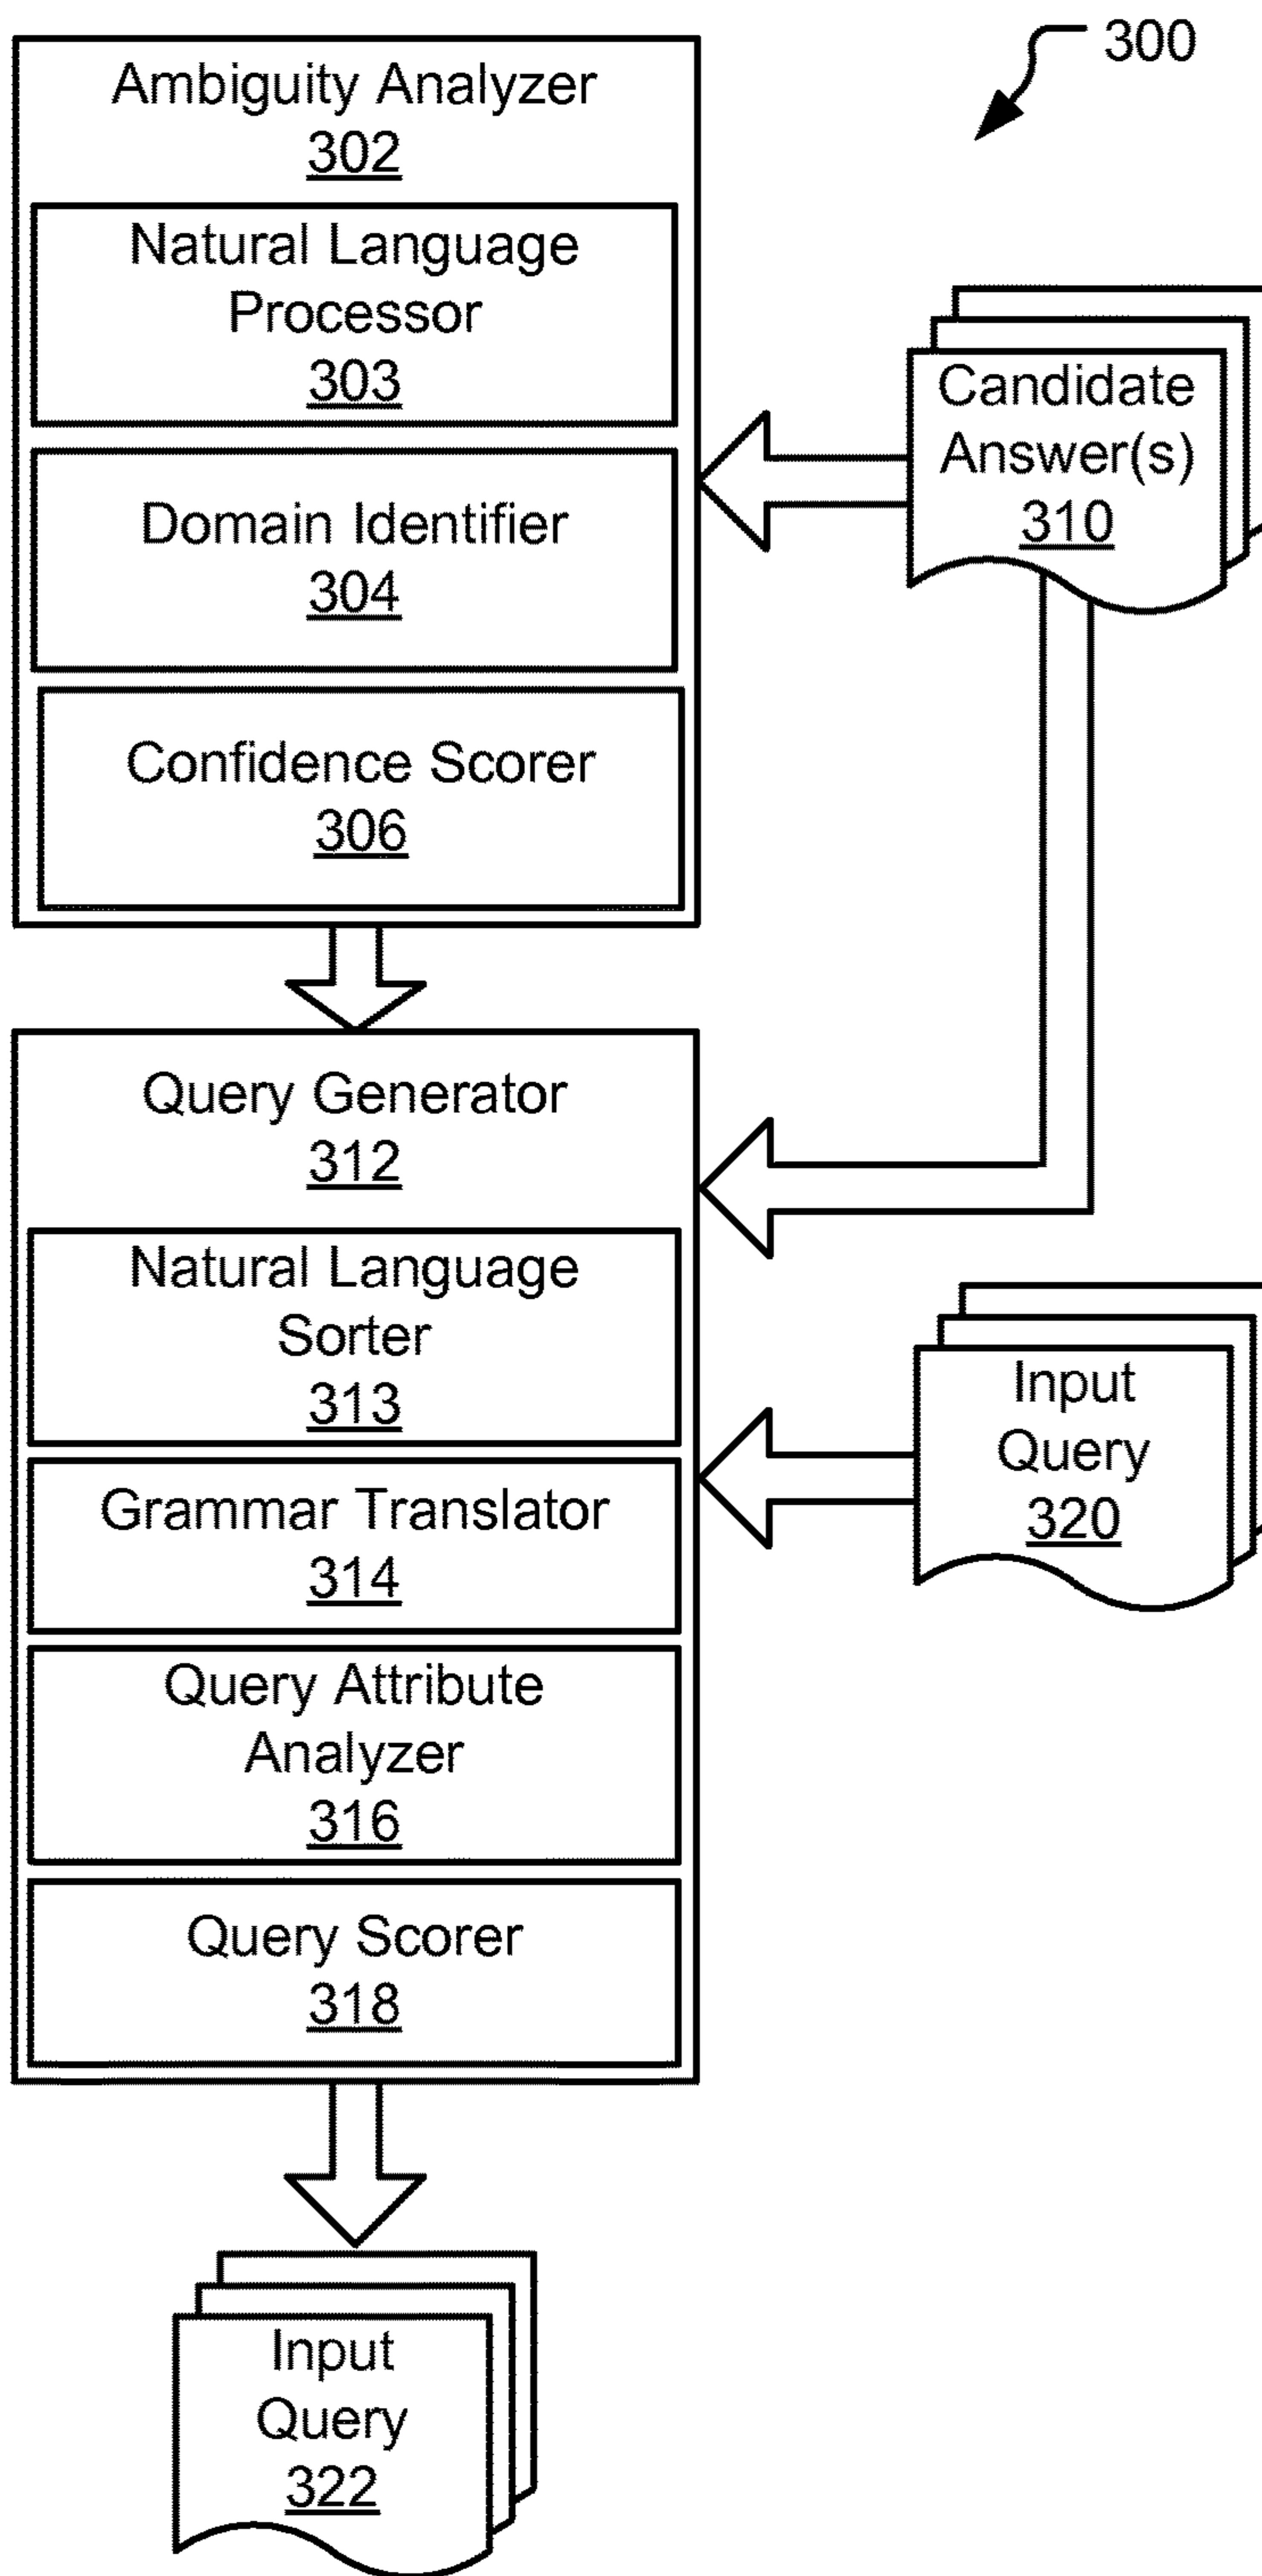 300
Ambiguity Analyzer
302
Natural Language
Processor
303
Domain Identifier
304
Confidence Scorer
306
Candidate
Answer(s)
310
Query Generator
312
Natural Language
Sorter
313
Grammar Translator
314
Query Attribute
Analyzer
316
Query Scorer
318
Input
Query
320
Input
Query
322